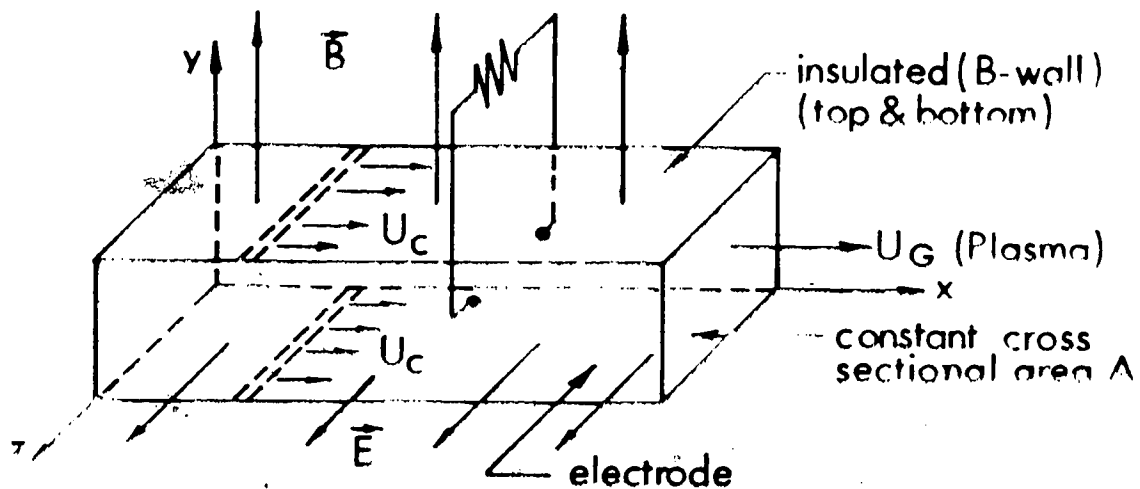 y
B
insulated (B-wall)
(top & bottom)
U_C
U_G (Plasma)
x
U_C
constant cross
sectional area A
E
electrode